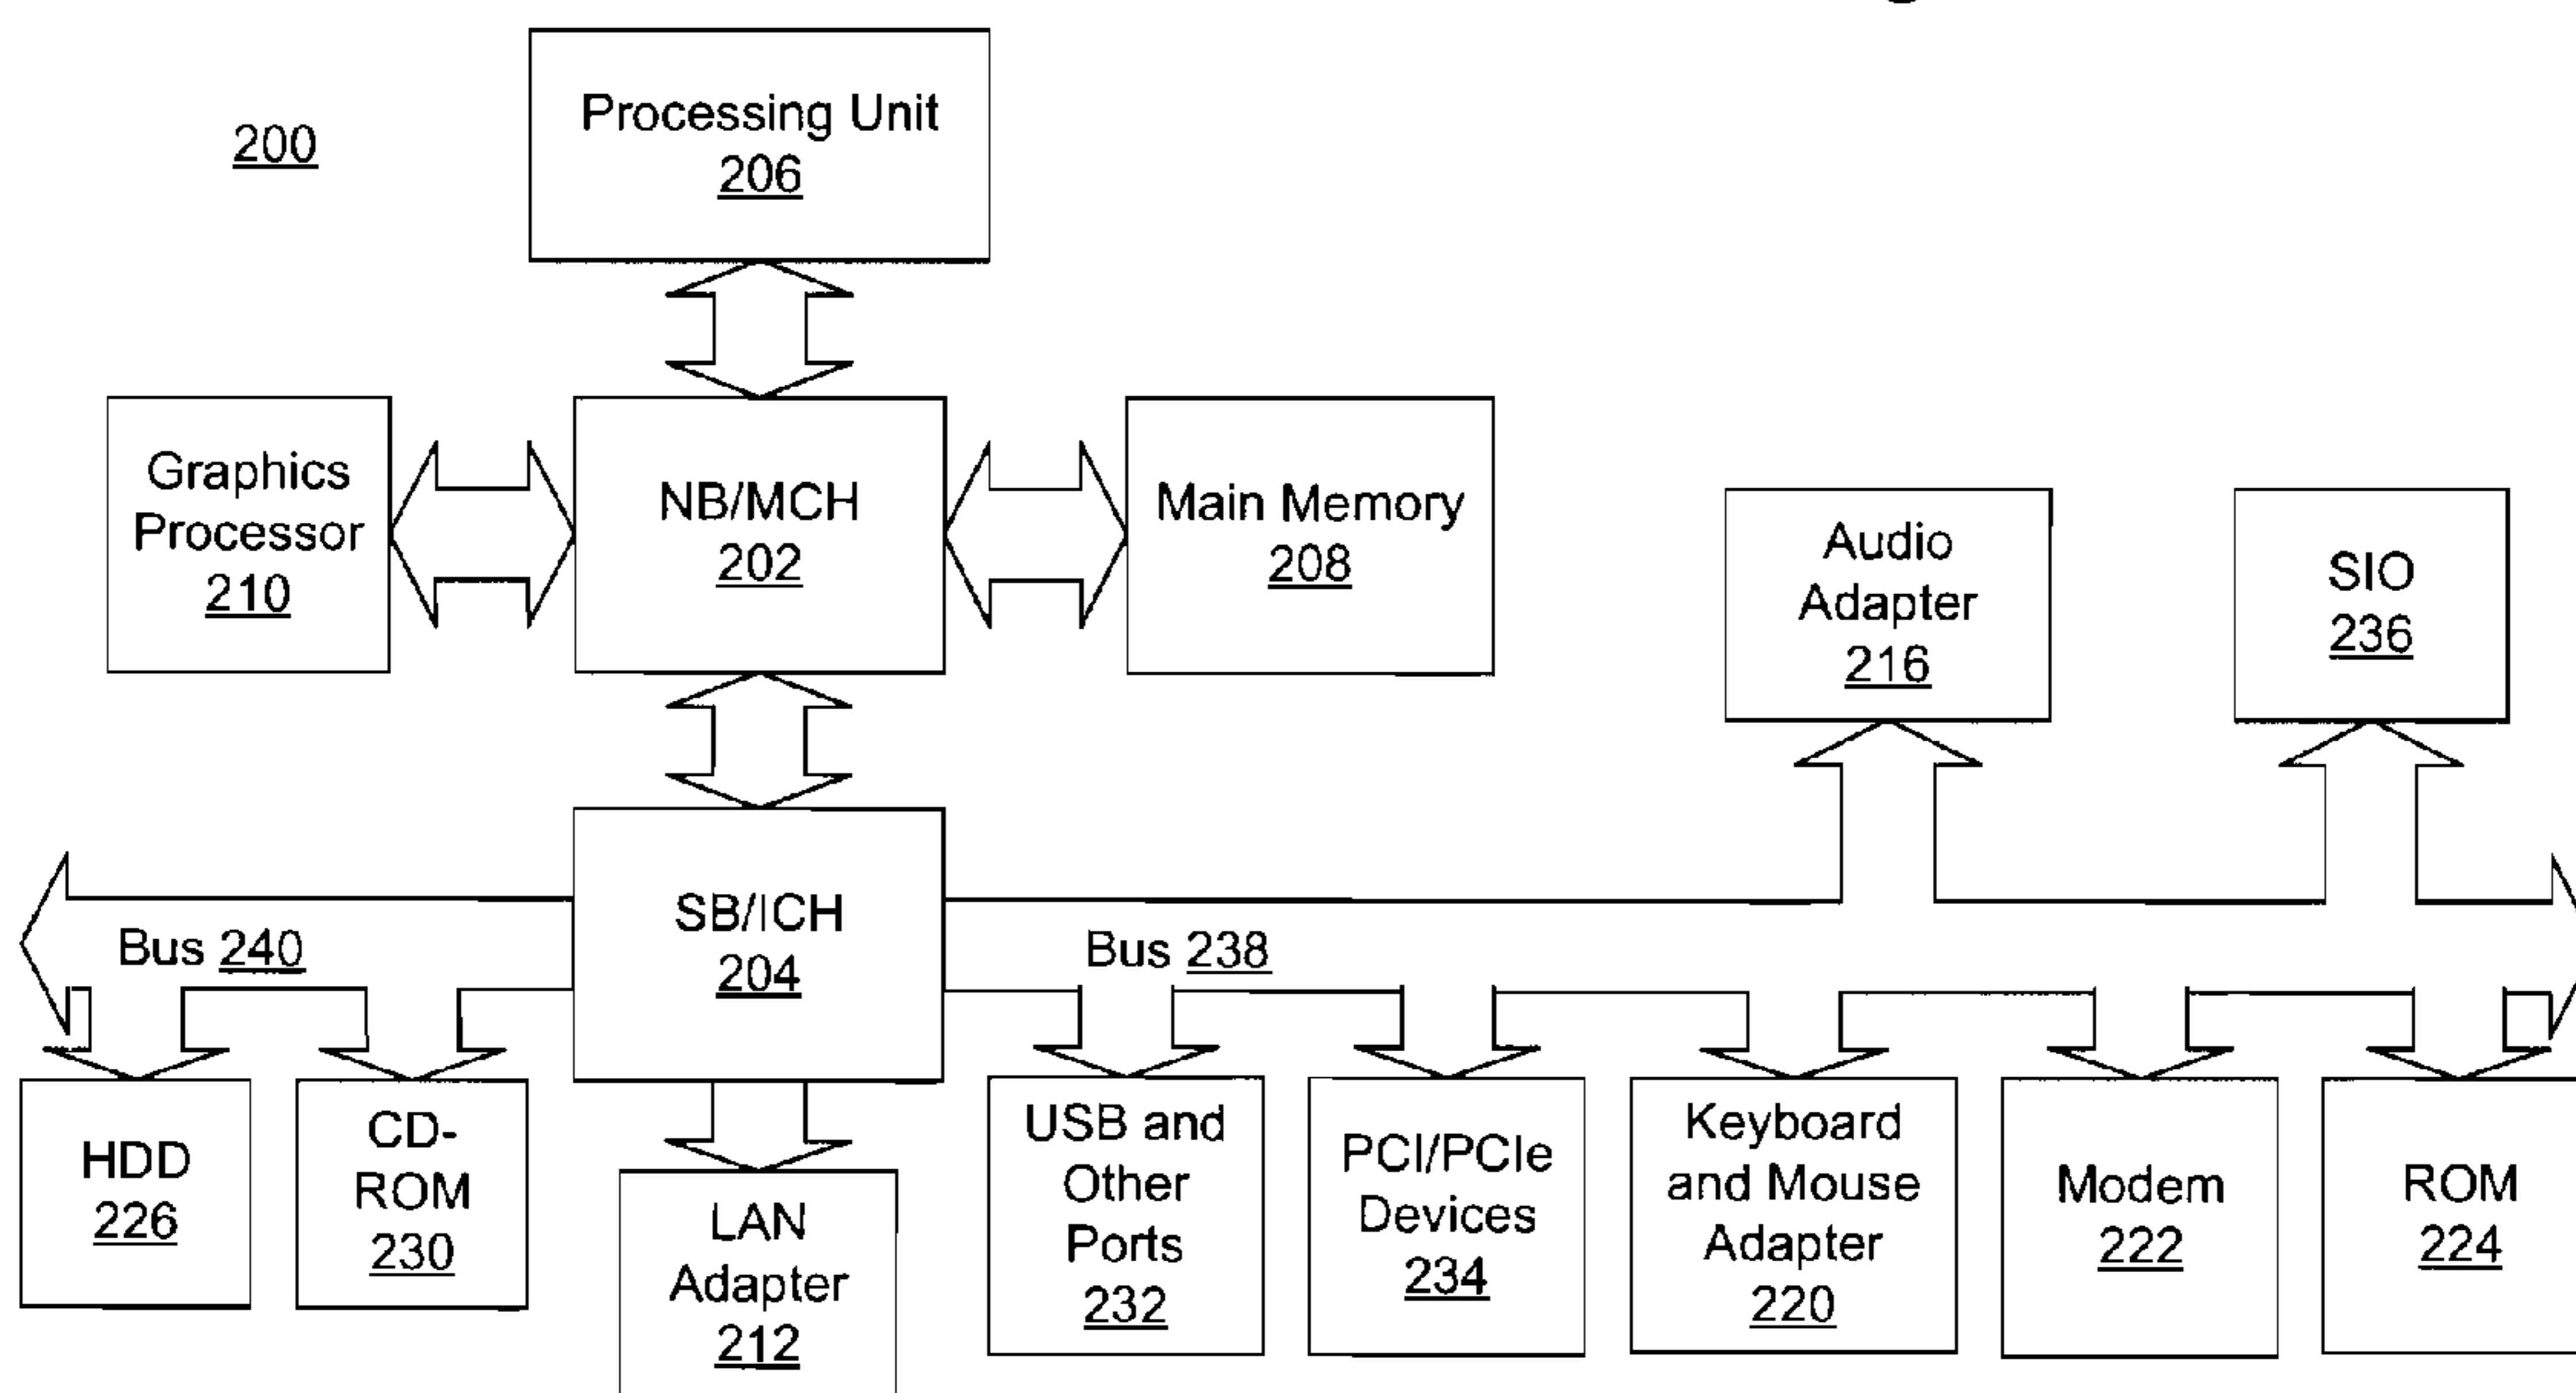 200
Processing Unit
206
Graphics
Processor
210
NB/MCH
202
Main Memory
208
Audio
Adapter
216
SIO
236
SB/ICH
204
Bus 240
Bus 238
HDD
226
CD-
ROM
230
LAN
Adapter
212
USB and
Other
Ports
232
PCI/PCIe
Devices
234
Keyboard
and Mouse
Adapter
220
Modem
222
ROM
224